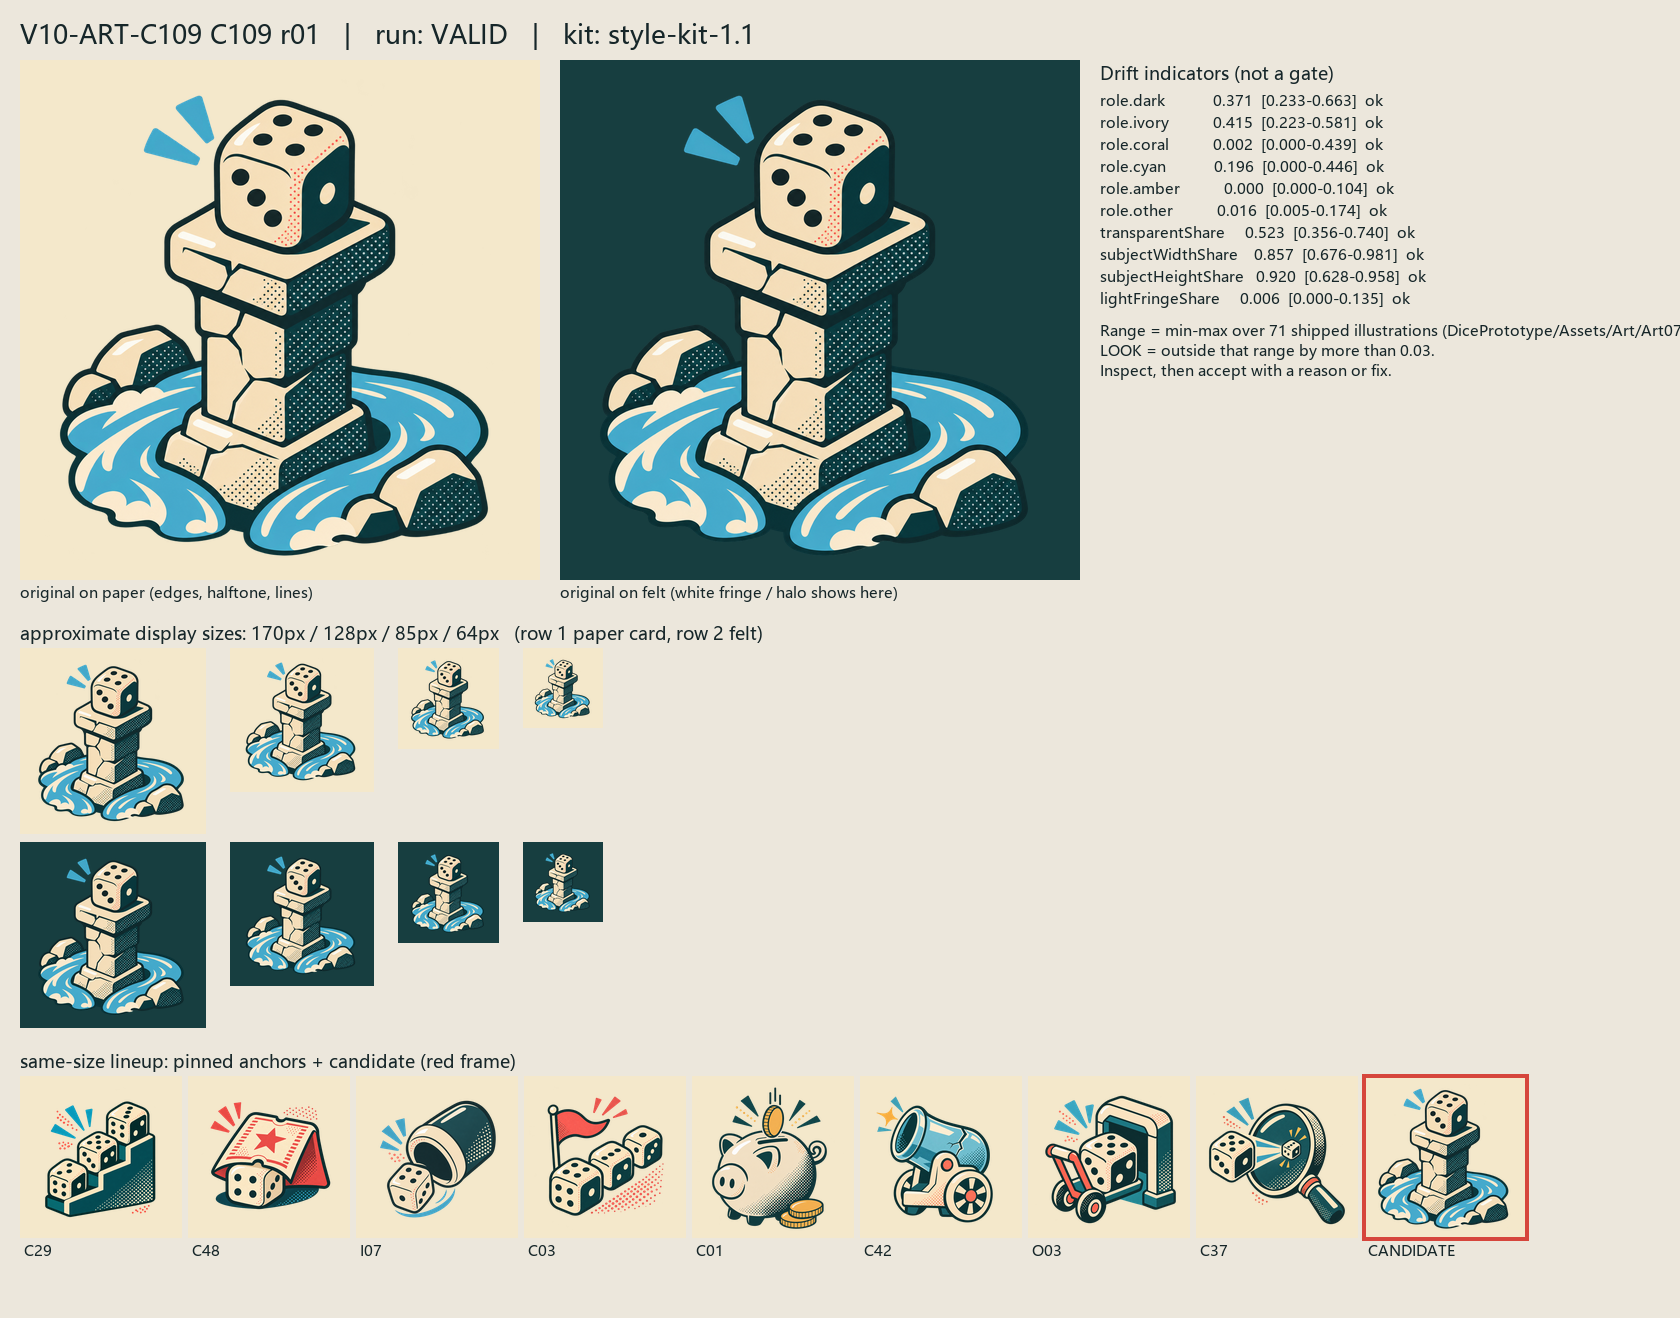 V10-ART-C109 C109 r01 | run: VALID | kit: style-kit-1.1
Drift indicators (not a gate)
role.dark 0.371 [0.233-0.663] ok
role.ivory 0.415 [0.223-0.581] ok
role.coral 0.002 [0.000-0.439] ok
role.cyan 0.196 [0.000-0.446] ok
role.amber 0.000 [0.000-0.104] ok
role.other 0.016 [0.005-0.174] ok
transparentShare 0.523 [0.356-0.740] ok
subjectWidthShare 0.857 [0.676-0.981] ok
subjectHeightShare 0.920 [0.628-0.958] ok
lightFringeShare 0.006 [0.000-0.135] ok
Range = min-max over 71 shipped illustrations (DicePrototype/Assets/Art/Art07
LOOK = outside that range by more than 0.03.
Inspect, then accept with a reason or fix.
original on paper (edges, halftone, lines)
original on felt (white fringe / halo shows here)
approximate display sizes: 170px / 128px / 85px / 64px (row 1 paper card, row 2 felt)
same-size lineup: pinned anchors + candidate (red frame)
C29 C48 I07 C03 C01 C42 O03 C37 CANDIDATE